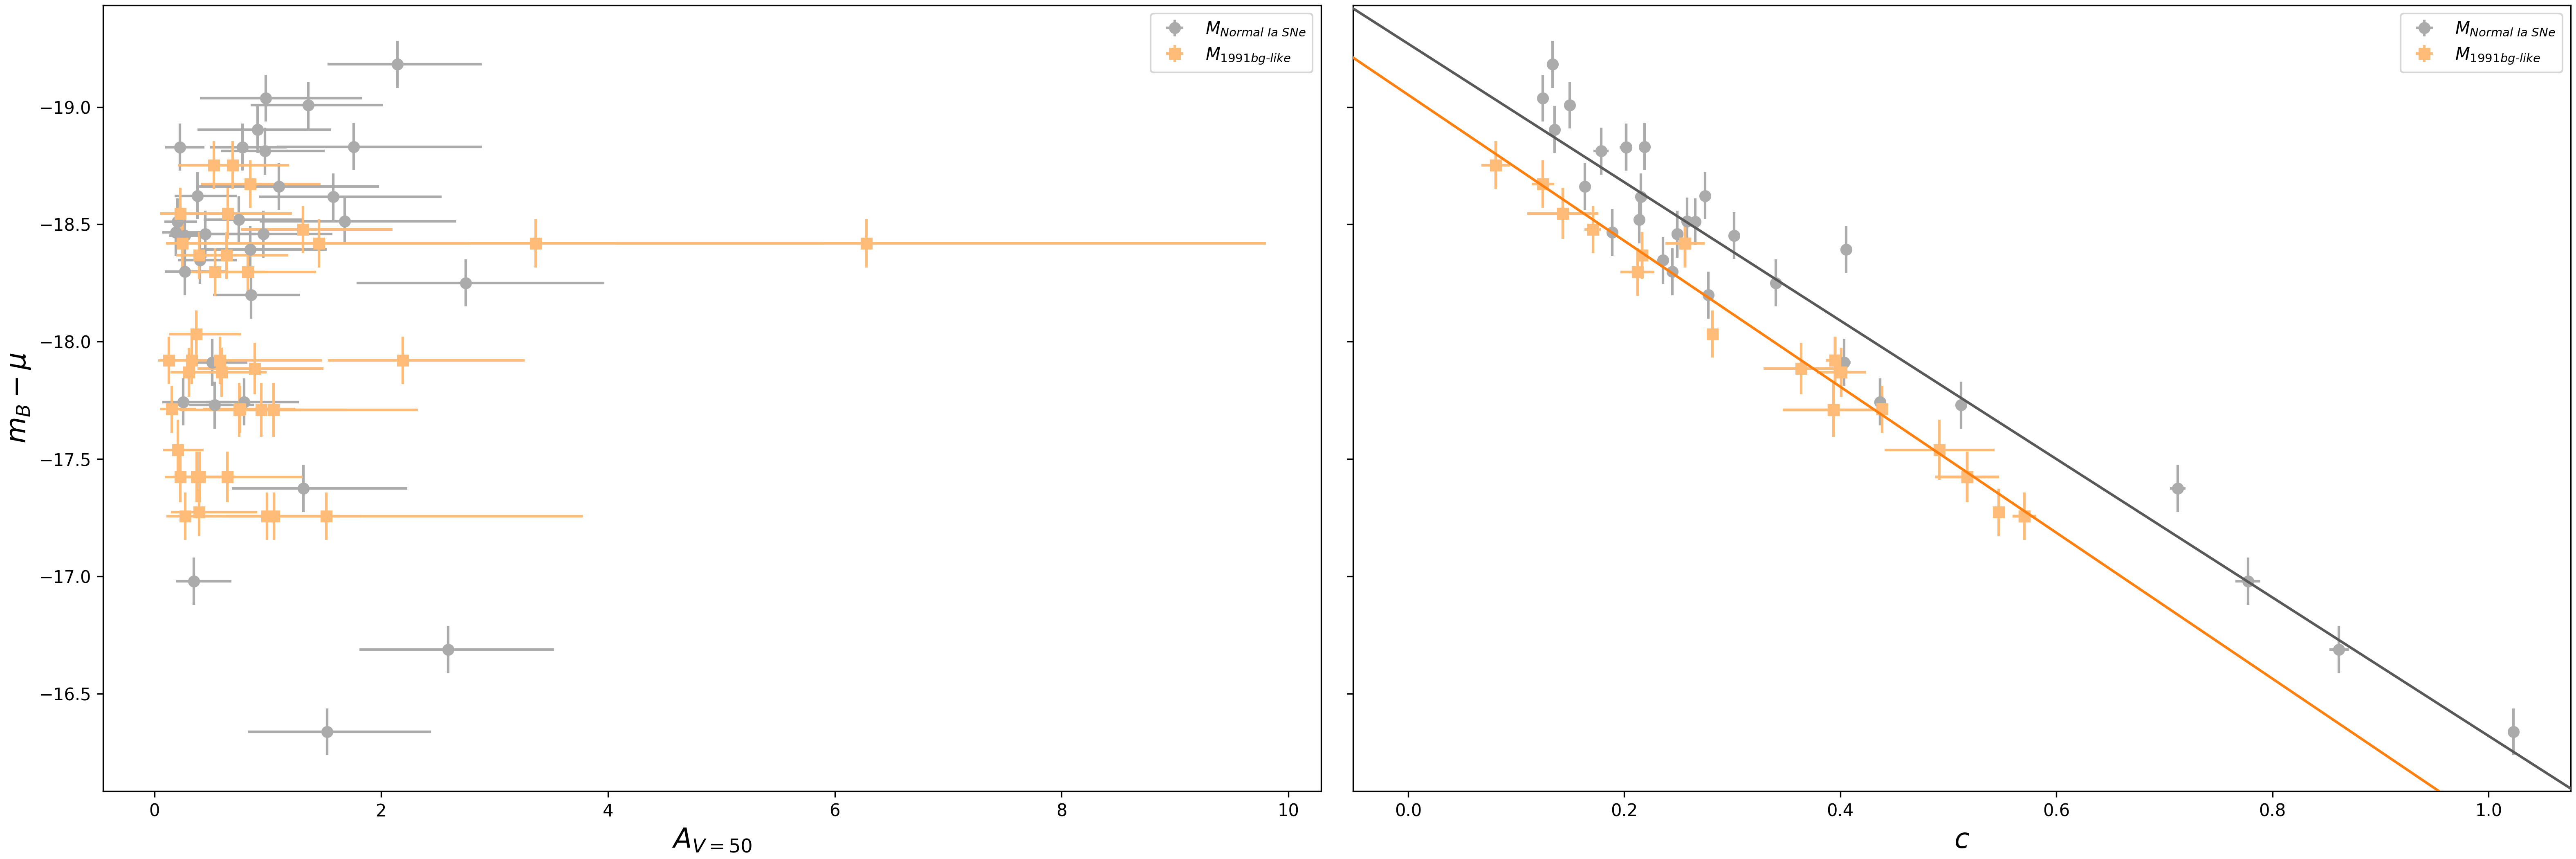 M_Normal Ia SNe
M_1991bg-like
M_Normal Ia SNe
M_1991bg-like
−19.0
−18.5
−18.0
−17.5
−17.0
−16.5
m_B − μ
0 2 4 6 8 10
0.0 0.2 0.4 0.6 0.8 1.0
A_V = 50
c